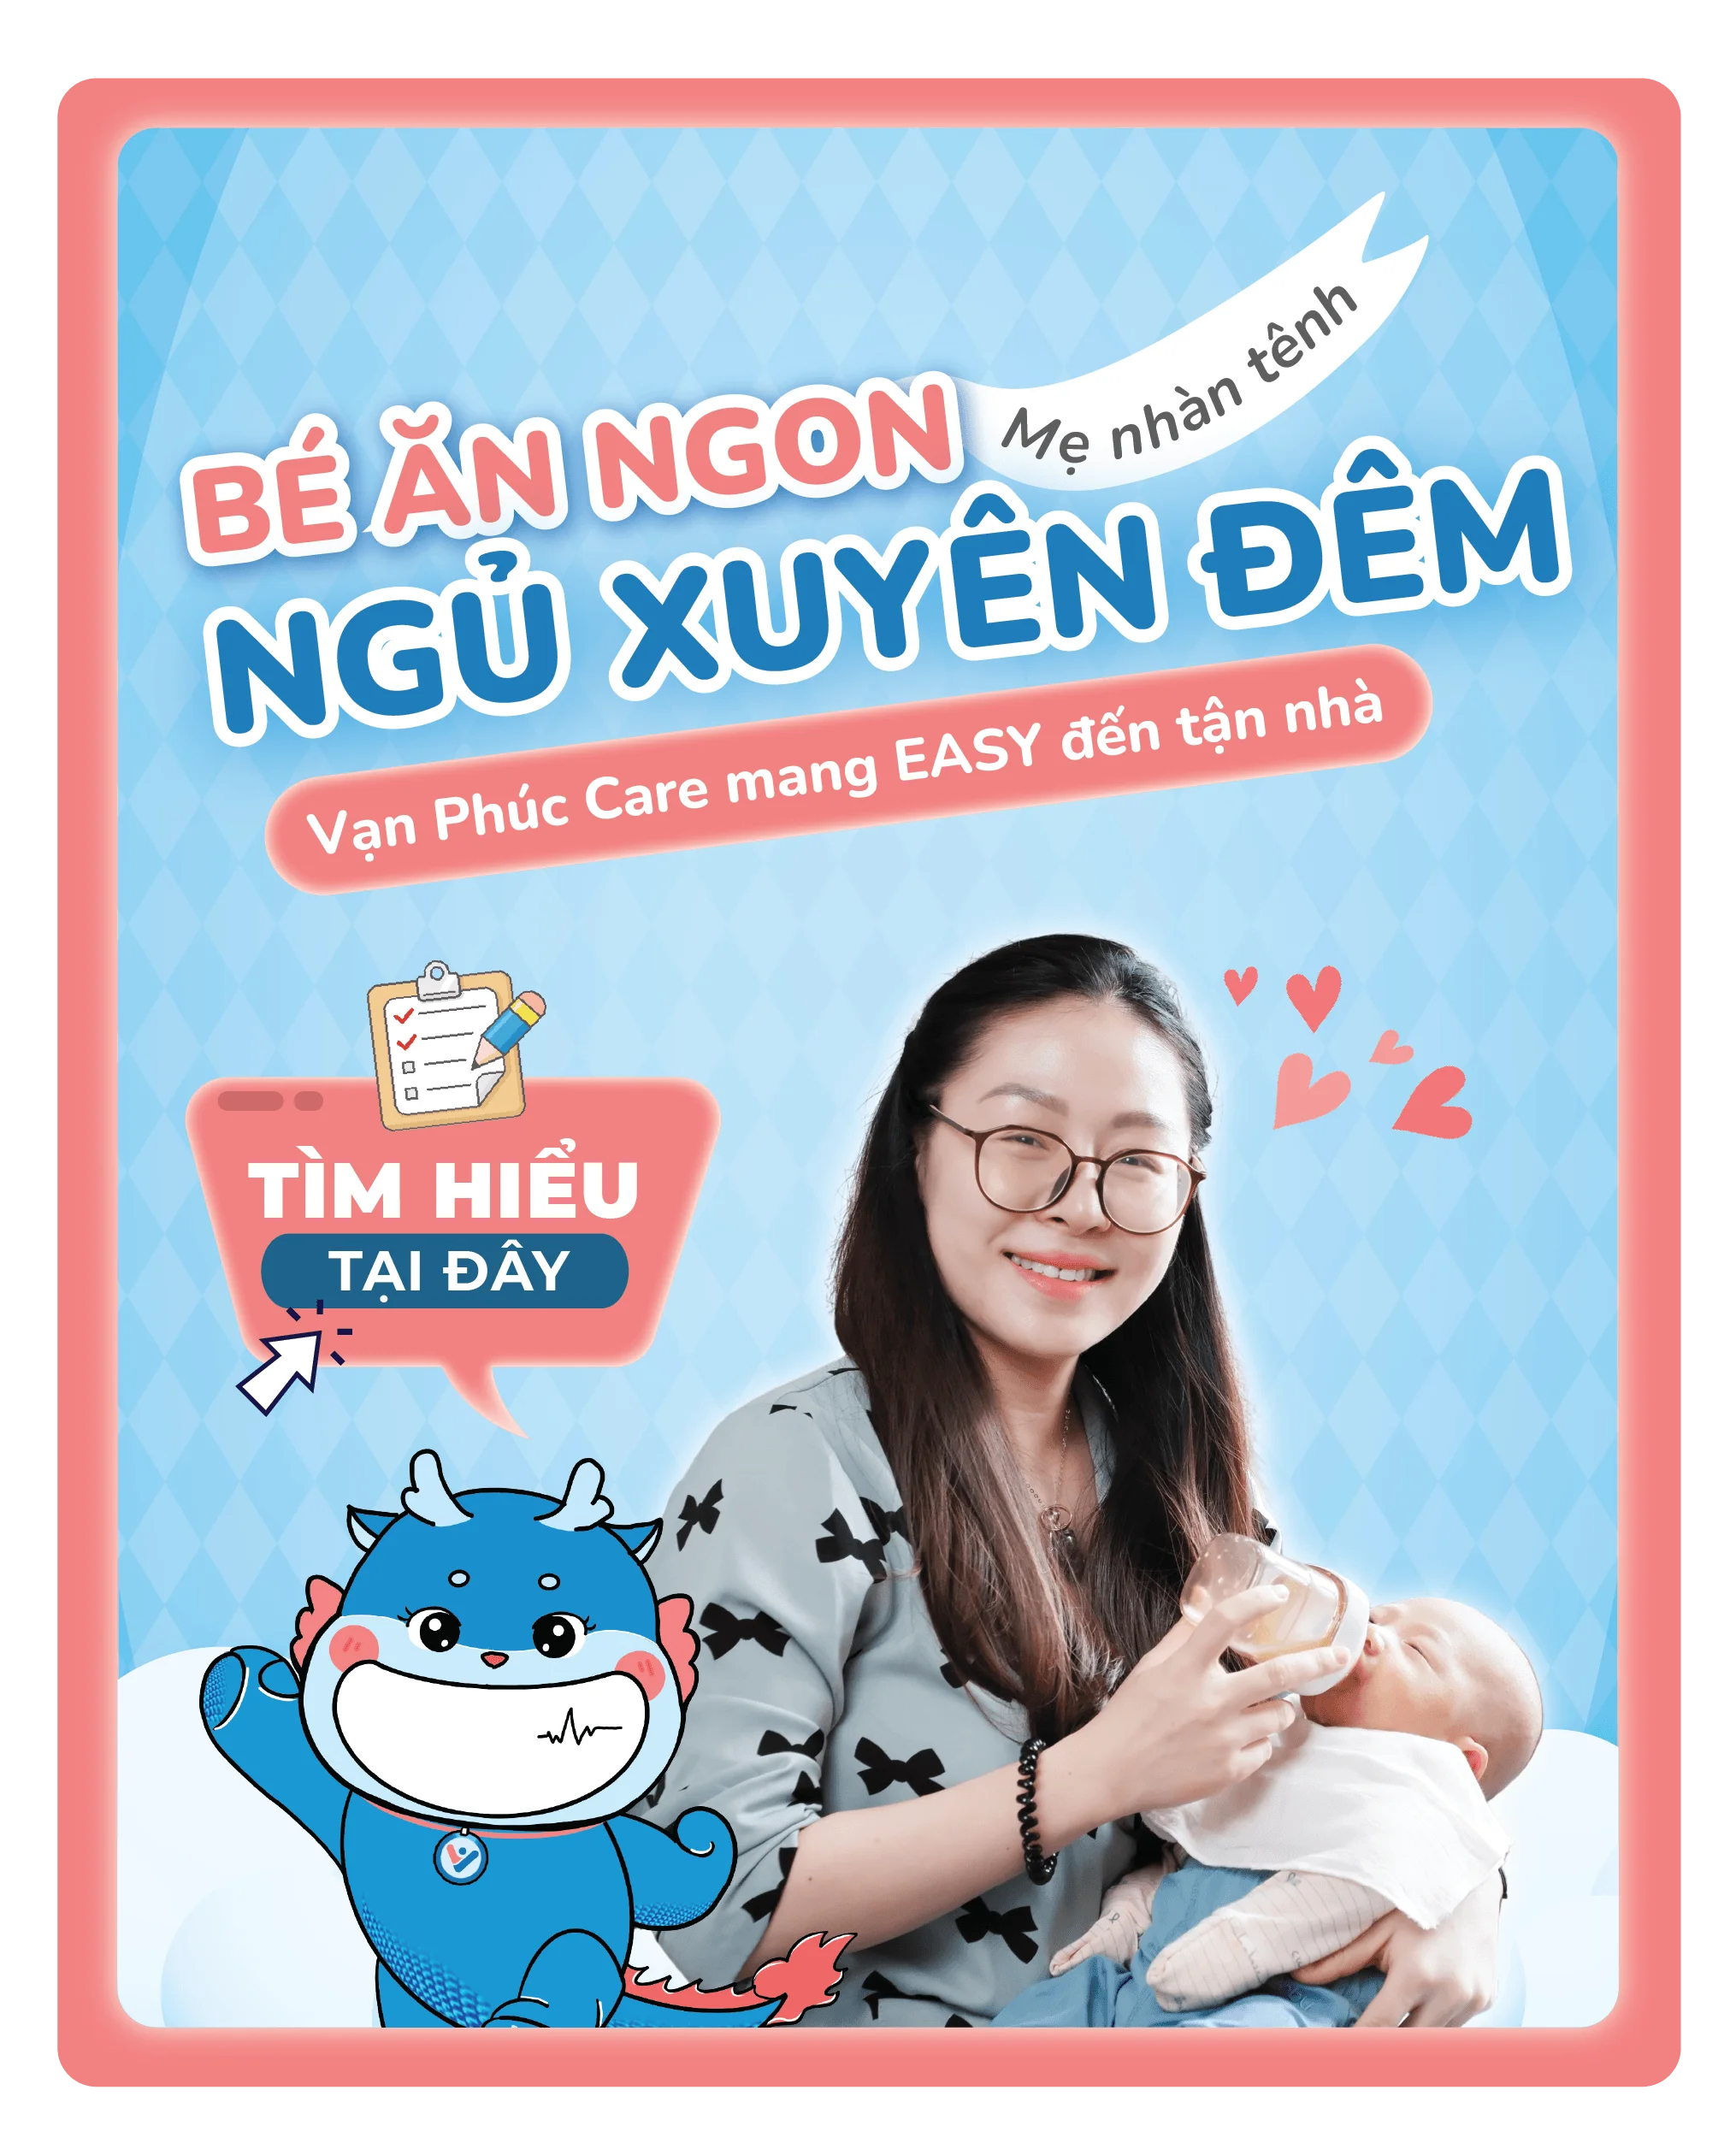 BÉ ĂN NGON
Mẹ nhàn tênh
NGỦ XUYÊN ĐÊM
Vạn Phúc Care mang EASY đến tận nhà
TÌM HIỂU
TẠI ĐÂY